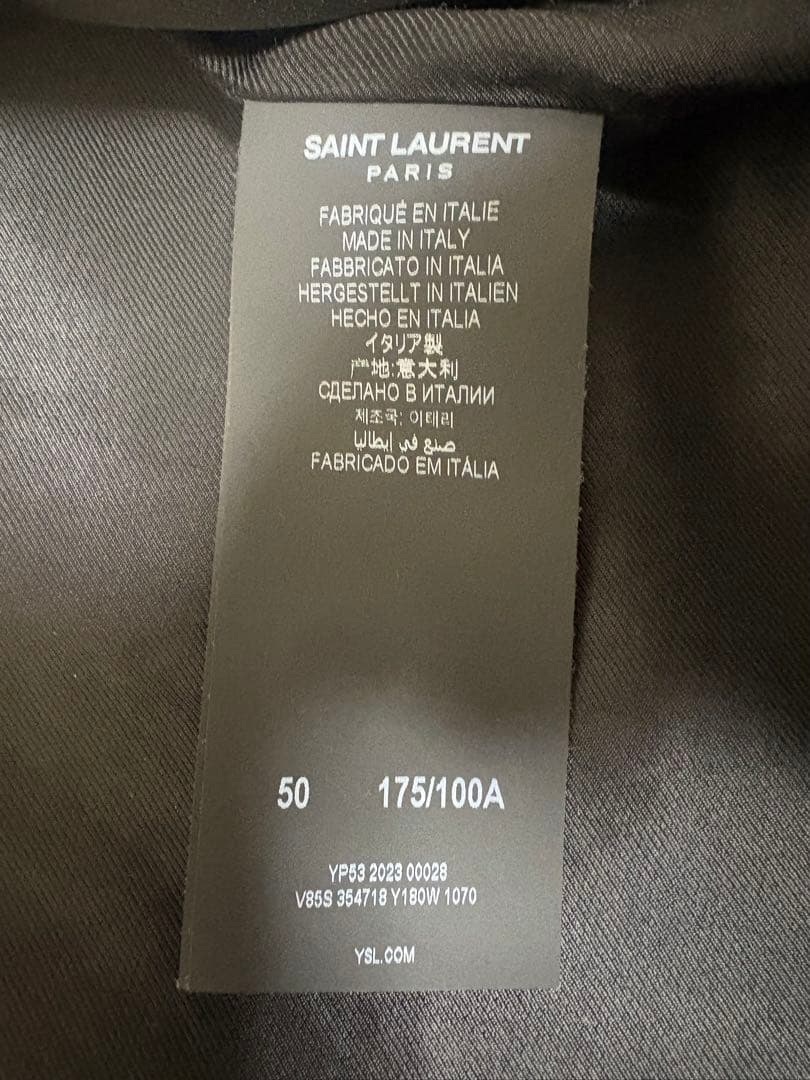 SAINT LAURENT
PARIS
FABRIQUÉ EN ITALIE
MADE IN ITALY
FABBRICATO IN ITALIA
HERGESTELLT IN ITALIEN
HECHO EN ITALIA
イタリア製
产地:意大利
СДЕЛАНО В ИТАЛИИ
제조국: 이태리
صنع في إيطاليا
FABRICADO EM ITÁLIA
50 175/100A
YP53 2023 00028
V85S 354718 Y180W 1070
YSL.COM